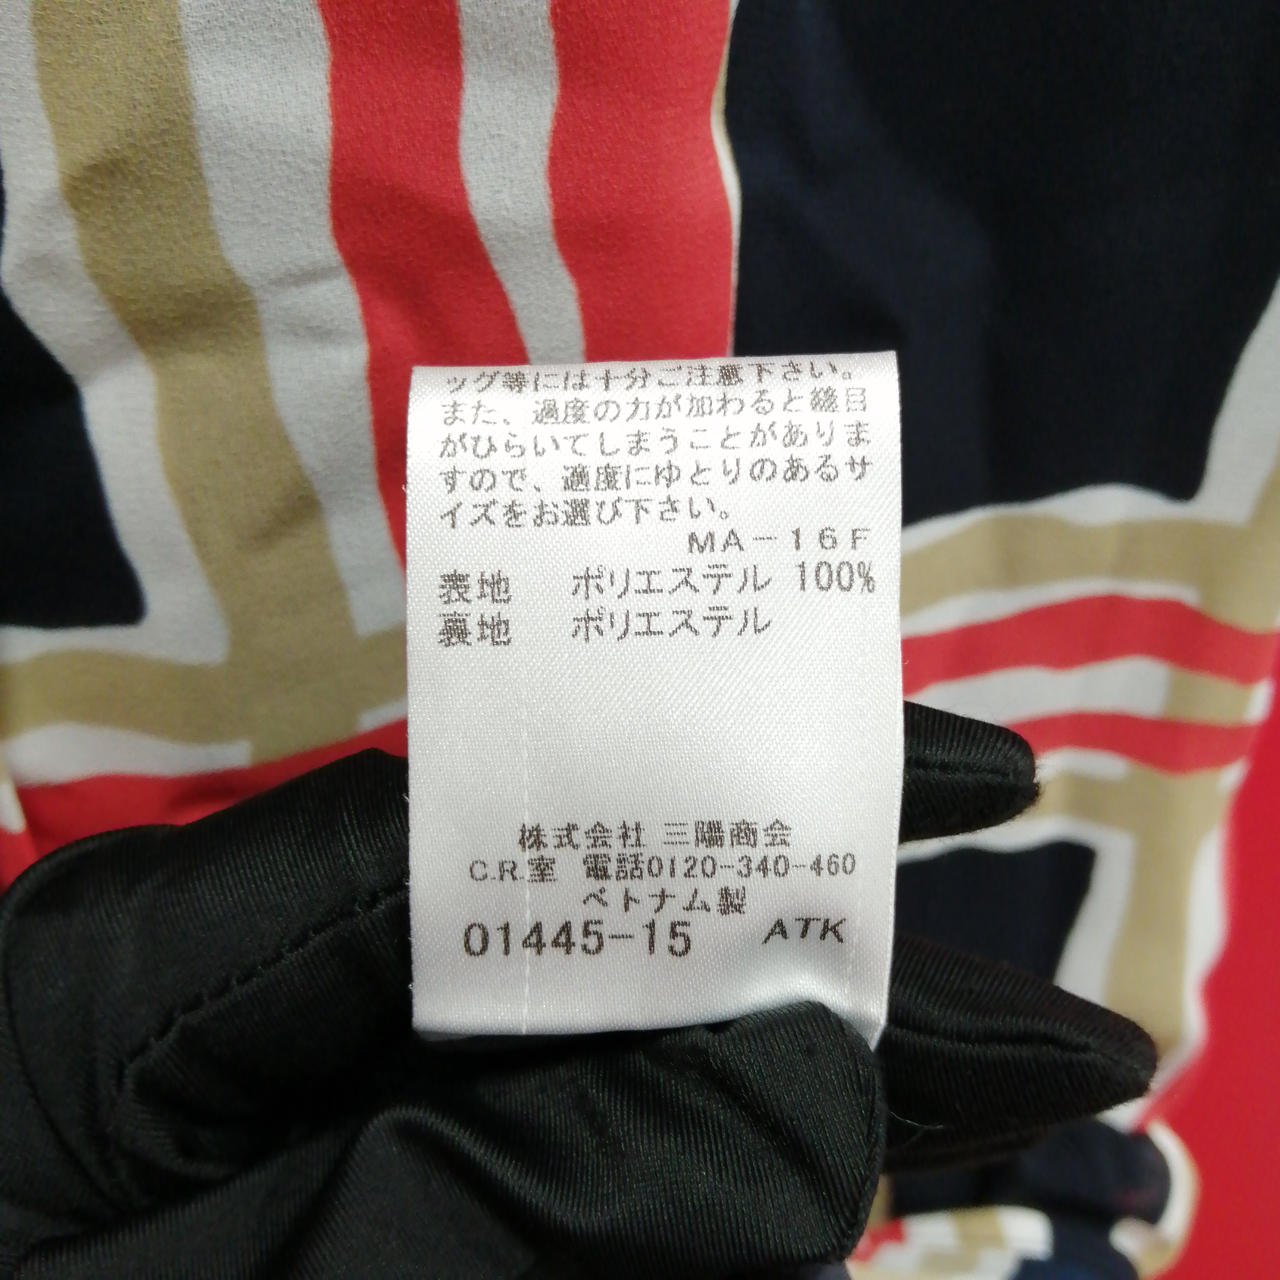 ッグ等には十分ご注意下さい。
また、過度の力が加わると縫目
がひらいてしまうことがありま
すので、適度にゆとりのあるサ
イズをお選び下さい。
MA－16F
表地 ポリエステル 100%
裏地 ポリエステル
株式会社 三陽商会
C.R.室 電話0120-340-460
ベトナム製
01445-15 ATK